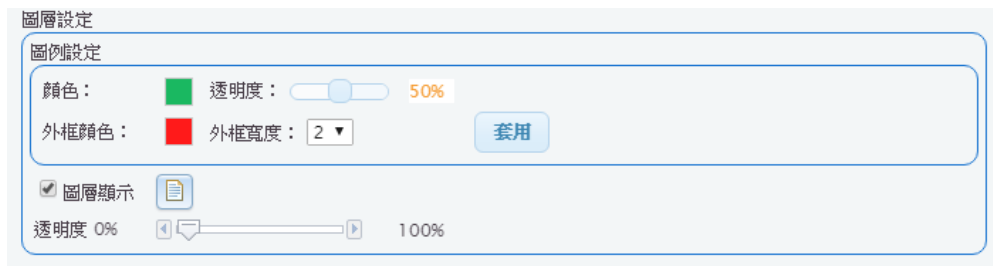 圖層設定
圖例設定
顏色： 透明度： 50%
外框顏色： 外框寬度： 2 套用
圖層顯示
透明度 0% 100%